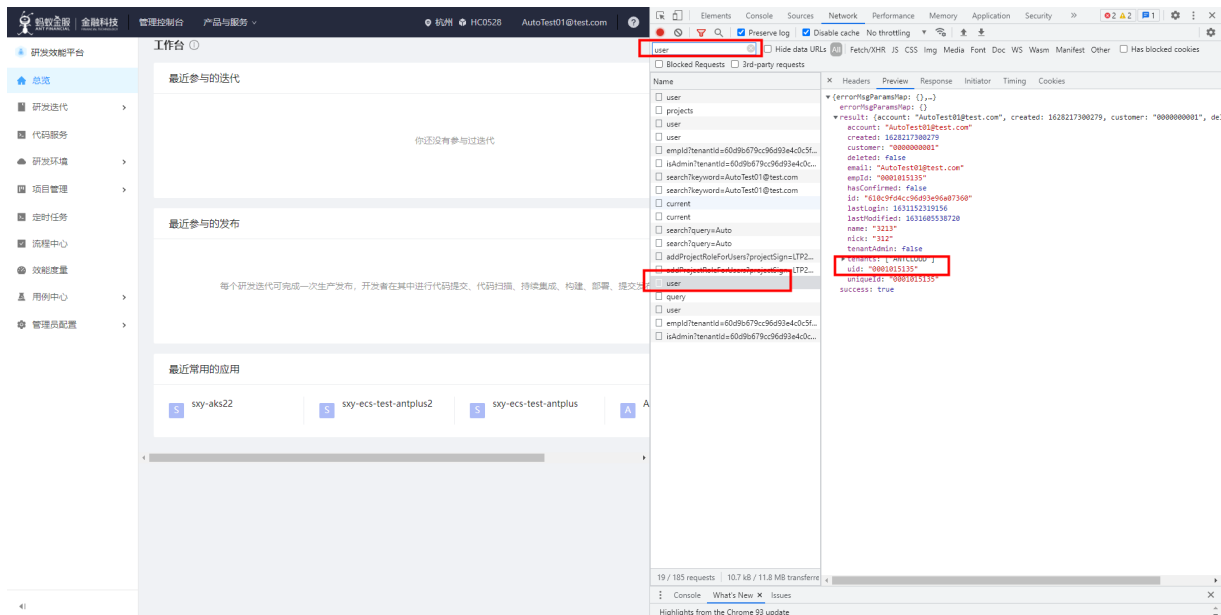 蚂蚁金服 金融科技 管理控制台 产品与服务 杭州 HC0528 AutoTest01@test.com
ANT FINANCIAL
研发效能平台
总览
研发迭代
代码服务
研发环境
项目管理
定时任务
流程中心
效能度量
用例中心
管理员配置
工作台
最近参与的迭代
你还没有参与过迭代
最近参与的发布
每个研发迭代可完成一次生产发布，开发者在其中进行代码提交、代码扫描、持续集成、构建、部署、提交发
最近常用的应用
S sxy-aks22
S sxy-ecs-test-antplus2
S sxy-ecs-test-antplus
A A
Elements Console Sources Network Performance Memory Application Security » 2 2 1
Preserve log Disable cache No throttling
user Hide data URLs All Fetch/XHR JS CSS Img Media Font Doc WS Wasm Manifest Other Has blocked cookies
Blocked Requests 3rd-party requests
Name
user
projects
user
user
empId?tenantId=60d9b679cc96d93e4c0c5f...
isAdmin?tenantId=60d9b679cc96d93e4c0c...
search?keyword=AutoTest01@test.com
search?keyword=AutoTest01@test.com
current
current
search?query=Auto
search?query=Auto
addProjectRoleForUsers?projectSign=LTP2...
addProjectRoleForUsers?projectSign=LTP2...
user
query
user
empId?tenantId=60d9b679cc96d93e4c0c5f...
isAdmin?tenantId=60d9b679cc96d93e4c0c...
× Headers Preview Response Initiator Timing Cookies
{errorMsgParamsMap: {},…}
errorMsgParamsMap: {}
result: {account: "AutoTest01@test.com", created: 1628217300279, customer: "0000000001", del
account: "AutoTest01@test.com"
created: 1628217300279
customer: "0000000001"
deleted: false
email: "AutoTest01@test.com"
empId: "0001015135"
hasConfirmed: false
id: "610c9fd4cc96d93e96a07360"
lastLogin: 1631152319156
lastModified: 1631605538720
name: "3213"
nick: "312"
tenantAdmin: false
tenants: ["ANTCLOUD"]
uid: "0001015135"
uniqueId: "0001015135"
success: true
19 / 185 requests 10.7 kB / 11.8 MB transferre
Console What's New × Issues
Highlights from the Chrome 93 update